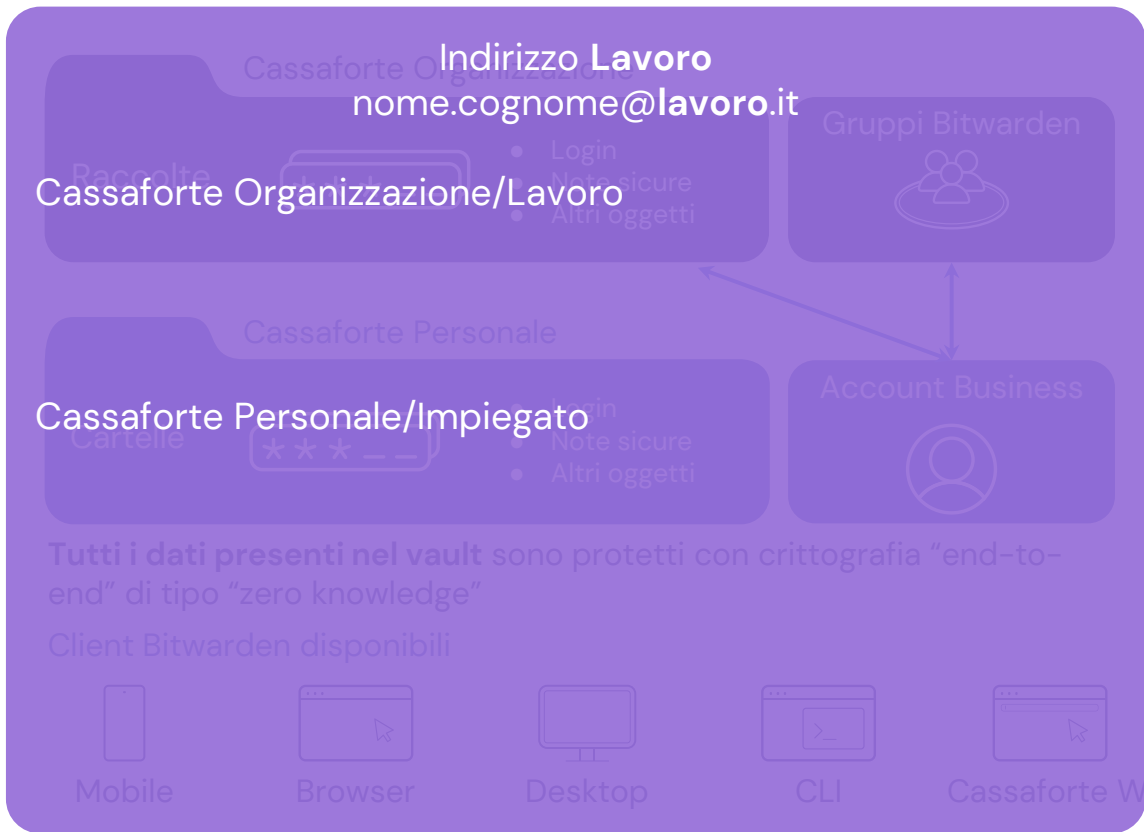 Indirizzo Lavoro
nome.cognome@lavoro.it
Cassaforte Organizzazione
Gruppi Bitwarden
Raccolte
Login
Note sicure
Altri oggetti
Cassaforte Organizzazione/Lavoro
Cassaforte Personale
Account Business
Cassaforte Personale/Impiegato
Cartelle
***__
Login
Note sicure
Altri oggetti
Tutti i dati presenti nel vault sono protetti con crittografia “end-to-
end” di tipo “zero knowledge”
Client Bitwarden disponibili
Mobile
Browser
Desktop
CLI
Cassaforte W